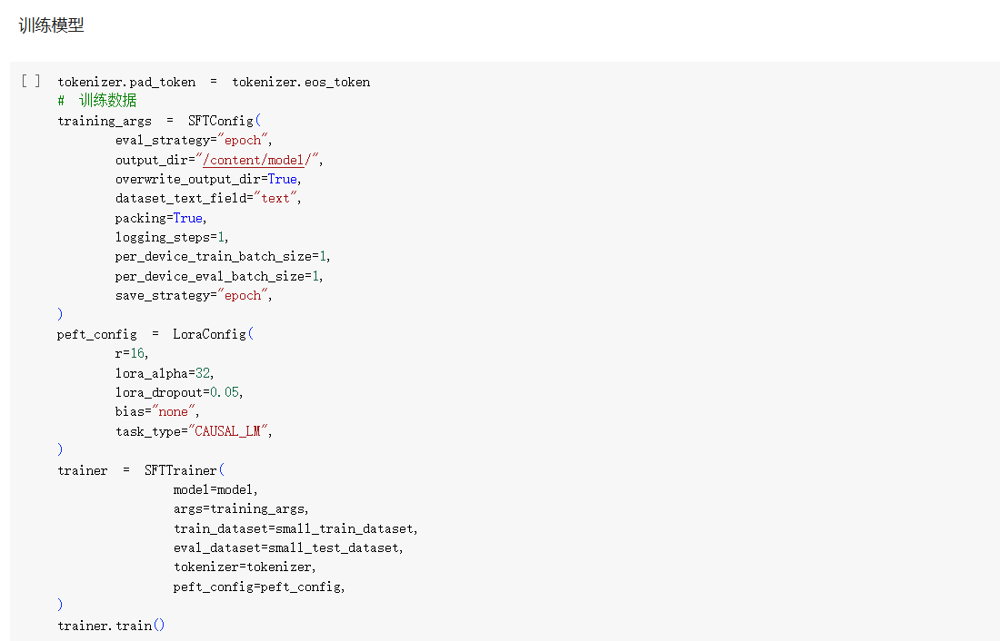 训练模型
[ ] tokenizer.pad_token = tokenizer.eos_token
# 训练数据
training_args = SFTConfig(
eval_strategy="epoch",
output_dir="/content/model/",
overwrite_output_dir=True,
dataset_text_field="text",
packing=True,
logging_steps=1,
per_device_train_batch_size=1,
per_device_eval_batch_size=1,
save_strategy="epoch",
)
peft_config = LoraConfig(
r=16,
lora_alpha=32,
lora_dropout=0.05,
bias="none",
task_type="CAUSAL_LM",
)
trainer = SFTTrainer(
model=model,
args=training_args,
train_dataset=small_train_dataset,
eval_dataset=small_test_dataset,
tokenizer=tokenizer,
peft_config=peft_config,
)
trainer.train()